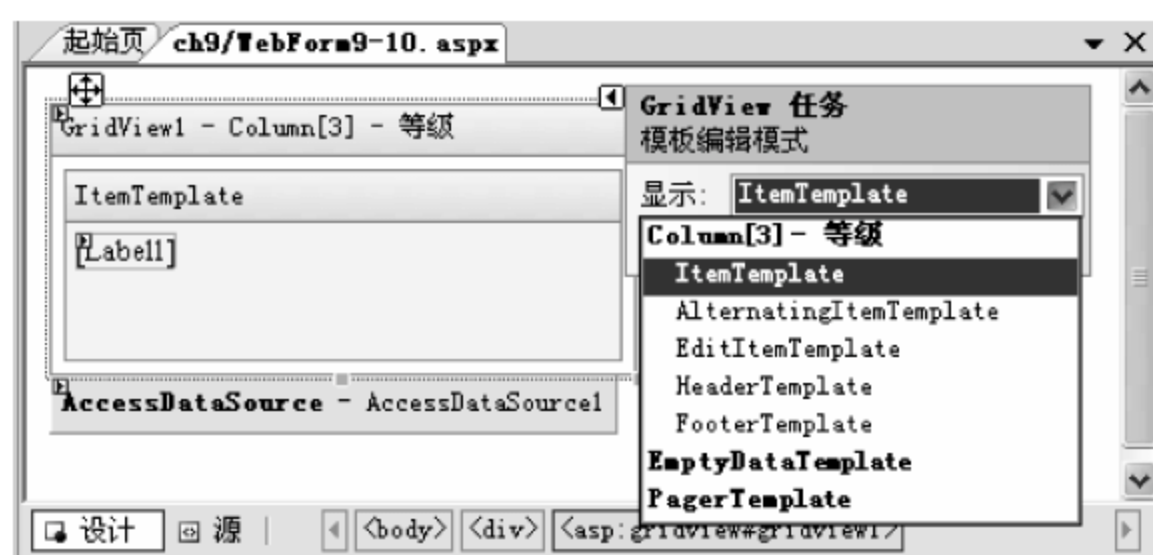 起始页 ch9/WebForm9-10.aspx
GridView1 - Column[3] - 等级
GridView 任务
模板编辑模式
ItemTemplate
显示: ItemTemplate
Column[3] - 等级
[Label1]
ItemTemplate
AlternatingItemTemplate
EditItemTemplate
HeaderTemplate
AccessDataSource - AccessDataSource1
FooterTemplate
EmptyDataTemplate
PagerTemplate
设计 源 <body> <div> <asp:gridview#gridview1>